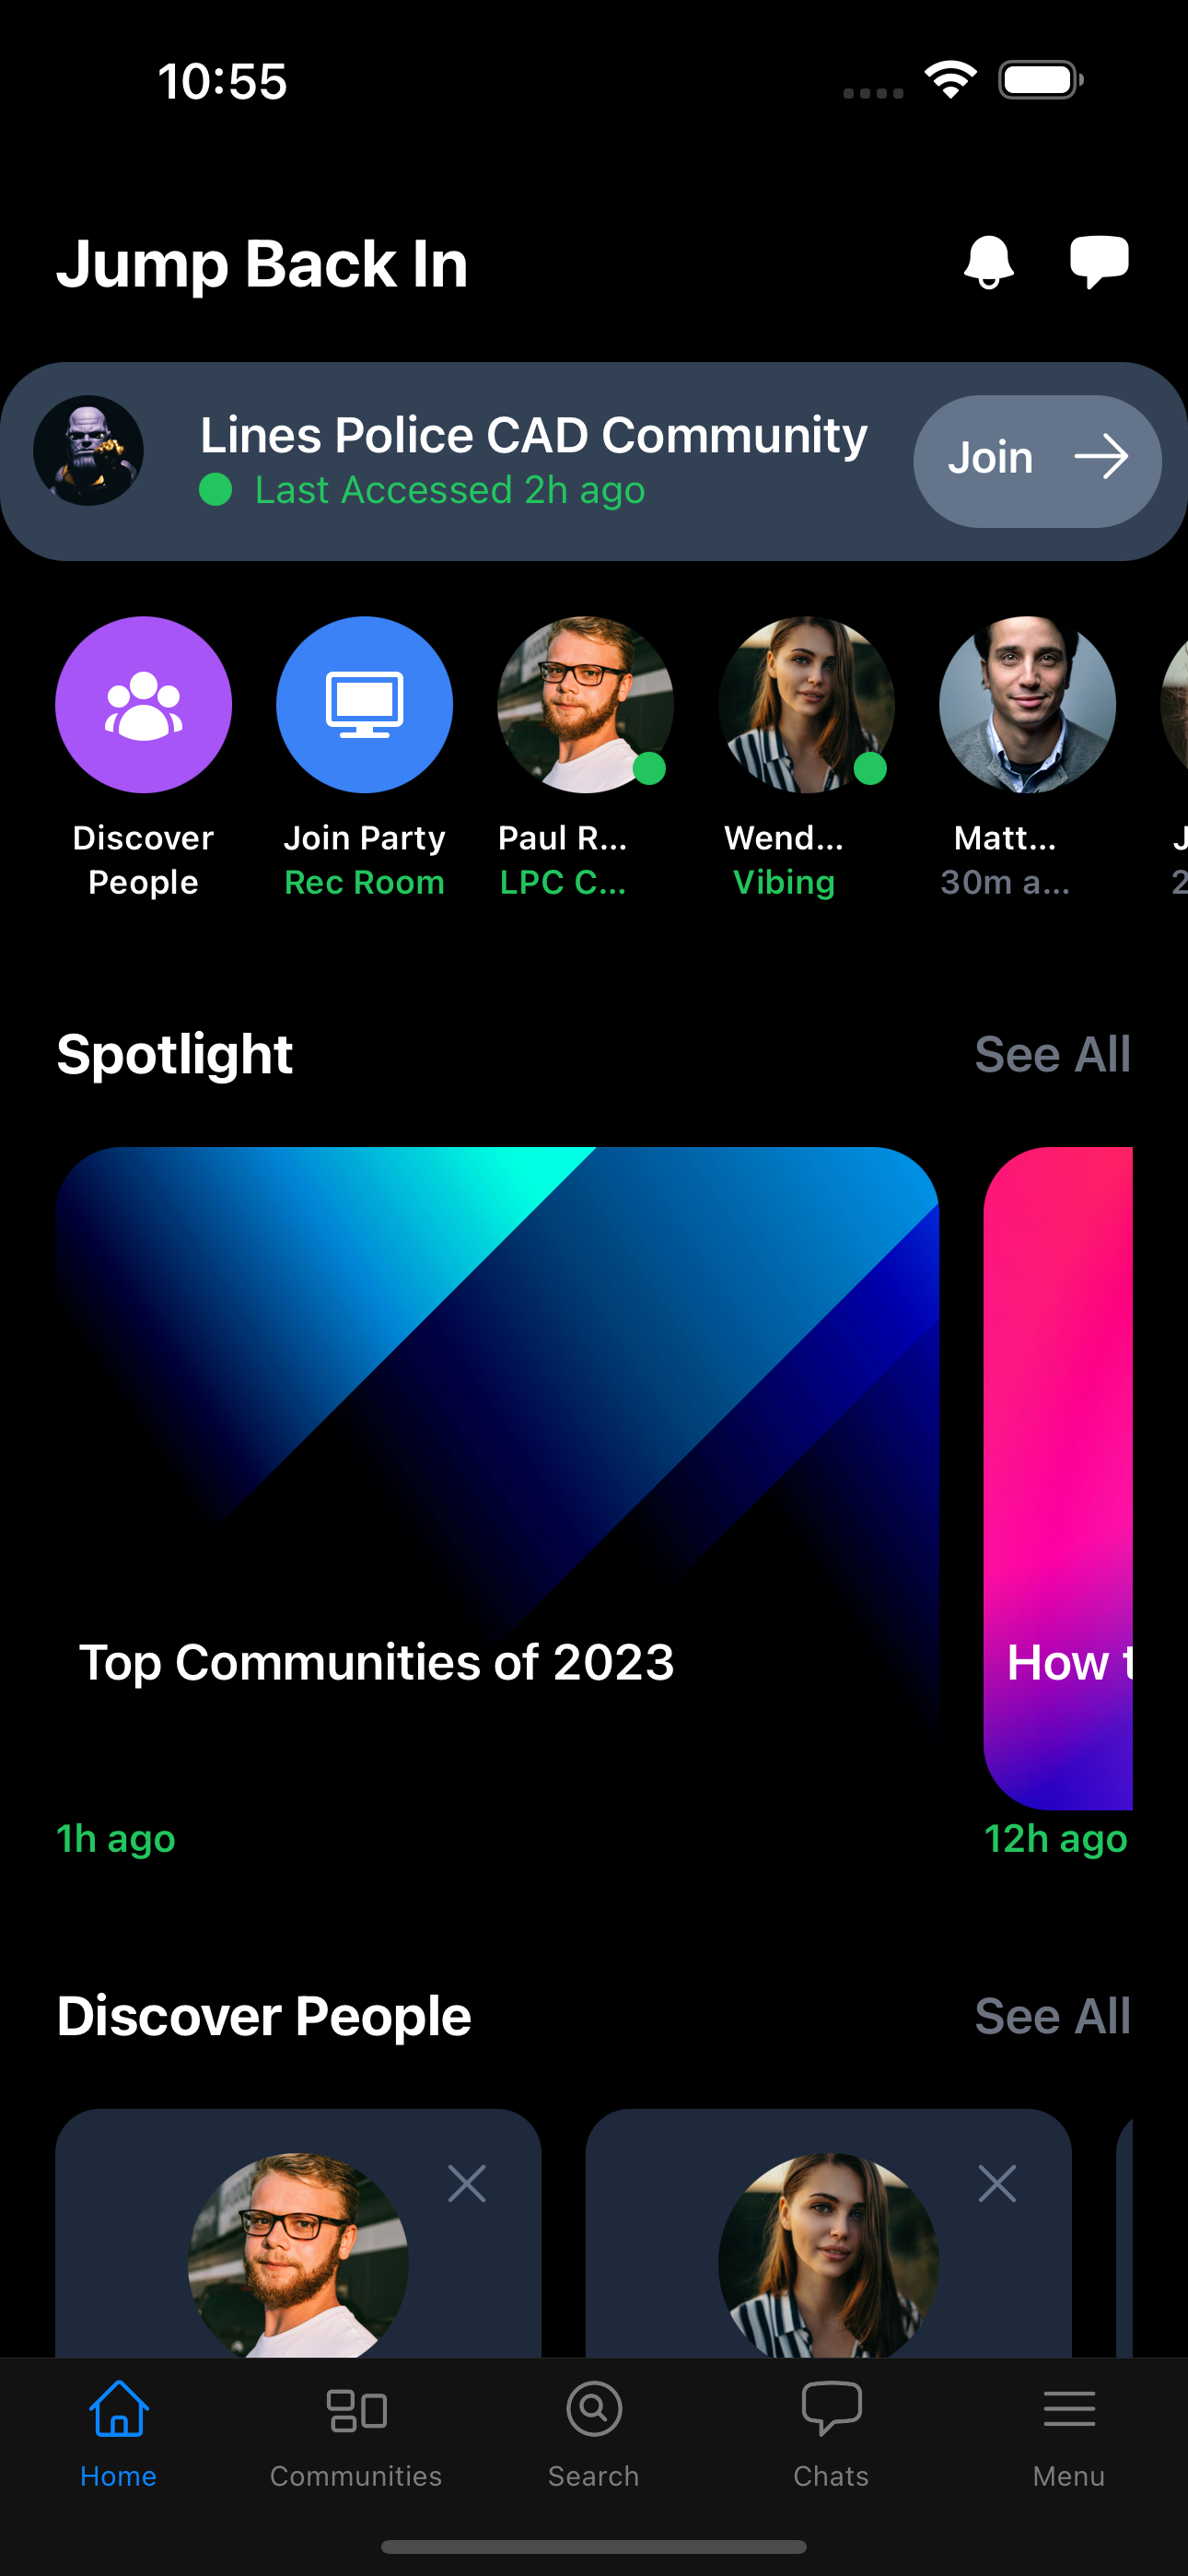 10:55
Jump Back In
Lines Police CAD Community
Last Accessed 2h ago
Join
Discover
People
Join Party
Rec Room
Paul R...
LPC C...
Wend...
Vibing
Matt...
30m a...
J
2
Spotlight
See All
Top Communities of 2023
How t
1h ago
12h ago
Discover People
See All
Home
Communities
Search
Chats
Menu